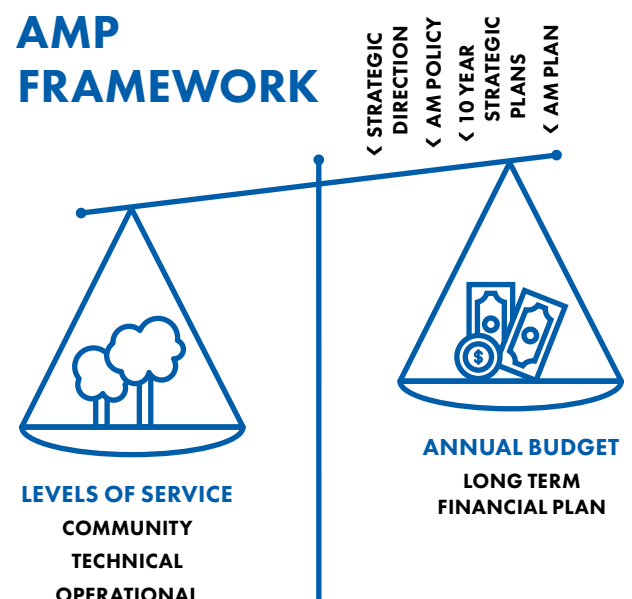 AMP
FRAMEWORK
< STRATEGIC
DIRECTION
< AM POLICY
< 10 YEAR
STRATEGIC
PLANS
< AM PLAN
$
ANNUAL BUDGET
LONG TERM
FINANCIAL PLAN
LEVELS OF SERVICE
COMMUNITY
TECHNICAL
OPERATIONAL